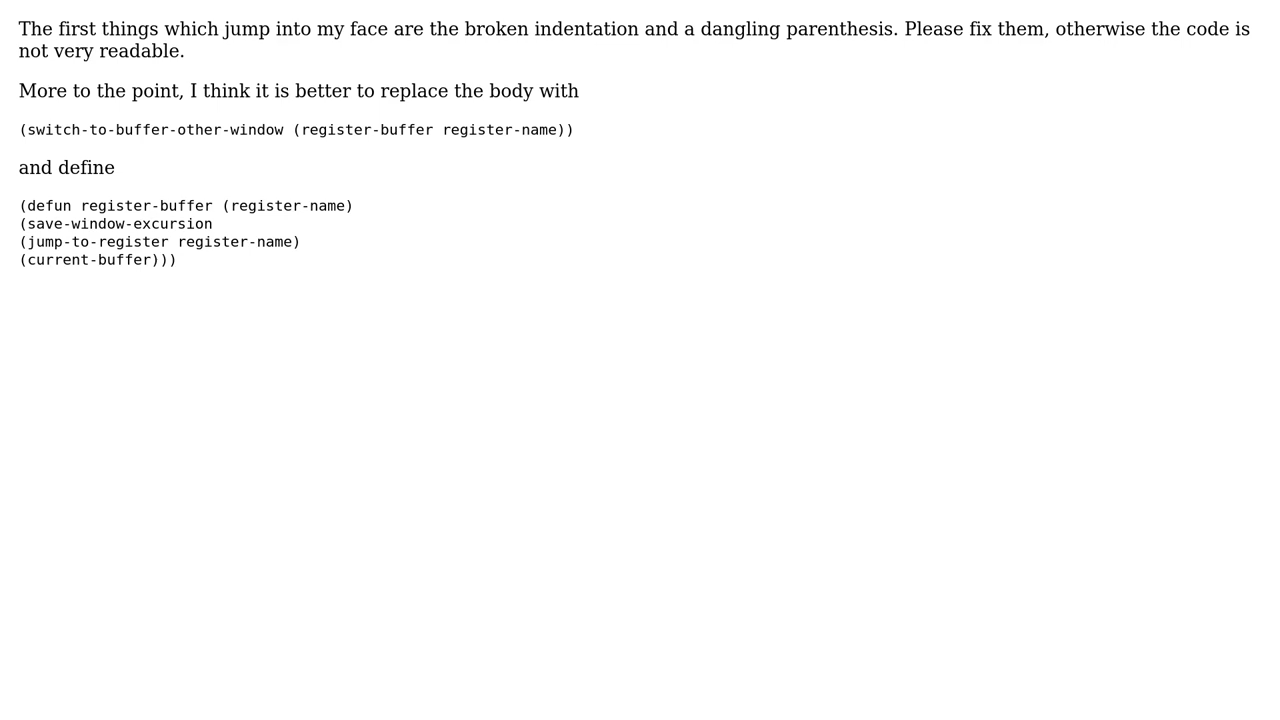 The first things which jump into my face are the broken indentation and a dangling parenthesis. Please fix them, otherwise the code is
not very readable.
More to the point, I think it is better to replace the body with
(switch-to-buffer-other-window (register-buffer register-name))
and define
(defun register-buffer (register-name)
(save-window-excursion
(jump-to-register register-name)
(current-buffer)))